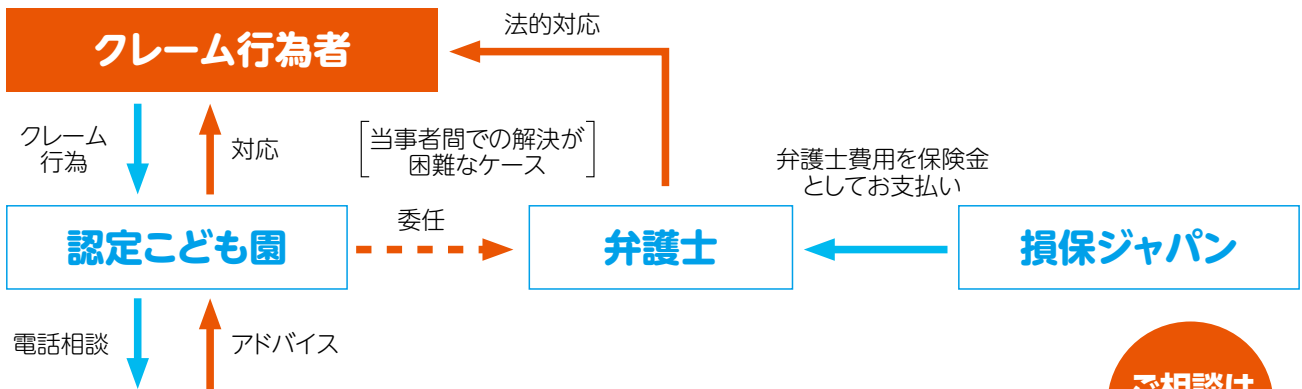 法的対応
クレーム行為者
クレーム
行為
対応
当事者間での解決が
困難なケース
弁護士費用を保険金
としてお支払い
委任
認定こども園
弁護士
損保ジャパン
電話相談
アドバイス
ご相談は